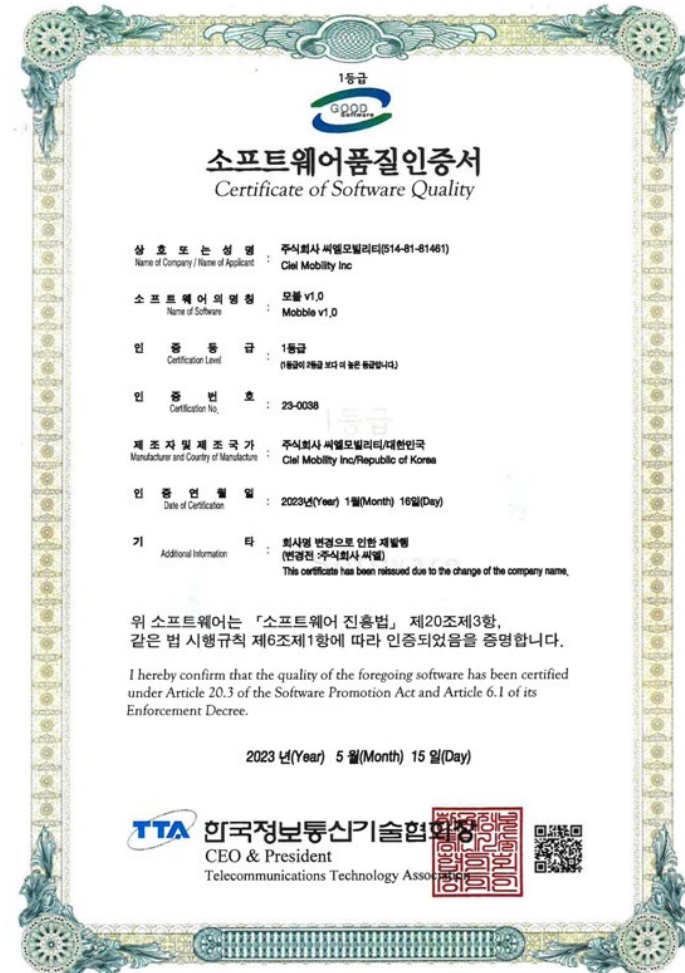 1등급
GOOD
Software
소프트웨어품질인증서
Certificate of Software Quality
상호또는성명 : 주식회사 씨엘모빌리티(514-81-81461)
Name of Company / Name of Applicant Ciel Mobility Inc
소프트웨어의명칭 : 모블 v1.0
Name of Software Mobble v1.0
인증등급 : 1등급
Certification Level (1등급이 2등급 보다 더 높은 등급입니다.)
인증번호 : 23-0038
Certification No.
1등급
제조자및제조국가 : 주식회사 씨엘모빌리티/대한민국
Manufacturer and Country of Manufacture Ciel Mobility Inc/Republic of Korea
인증연월일 : 2023년(Year) 1월(Month) 16일(Day)
Date of Certification
기타 : 회사명 변경으로 인한 재발행
Additional Information (변경전 :주식회사 씨엘)
This certificate has been reissued due to the change of the company name.
위 소프트웨어는 「소프트웨어 진흥법」 제20조제3항,
같은 법 시행규칙 제6조제1항에 따라 인증되었음을 증명합니다.
I hereby confirm that the quality of the foregoing software has been certified
under Article 20.3 of the Software Promotion Act and Article 6.1 of its
Enforcement Decree.
2023 년(Year) 5 월(Month) 15 일(Day)
TTA 한국정보통신기술협회장
CEO & President
Telecommunications Technology Association